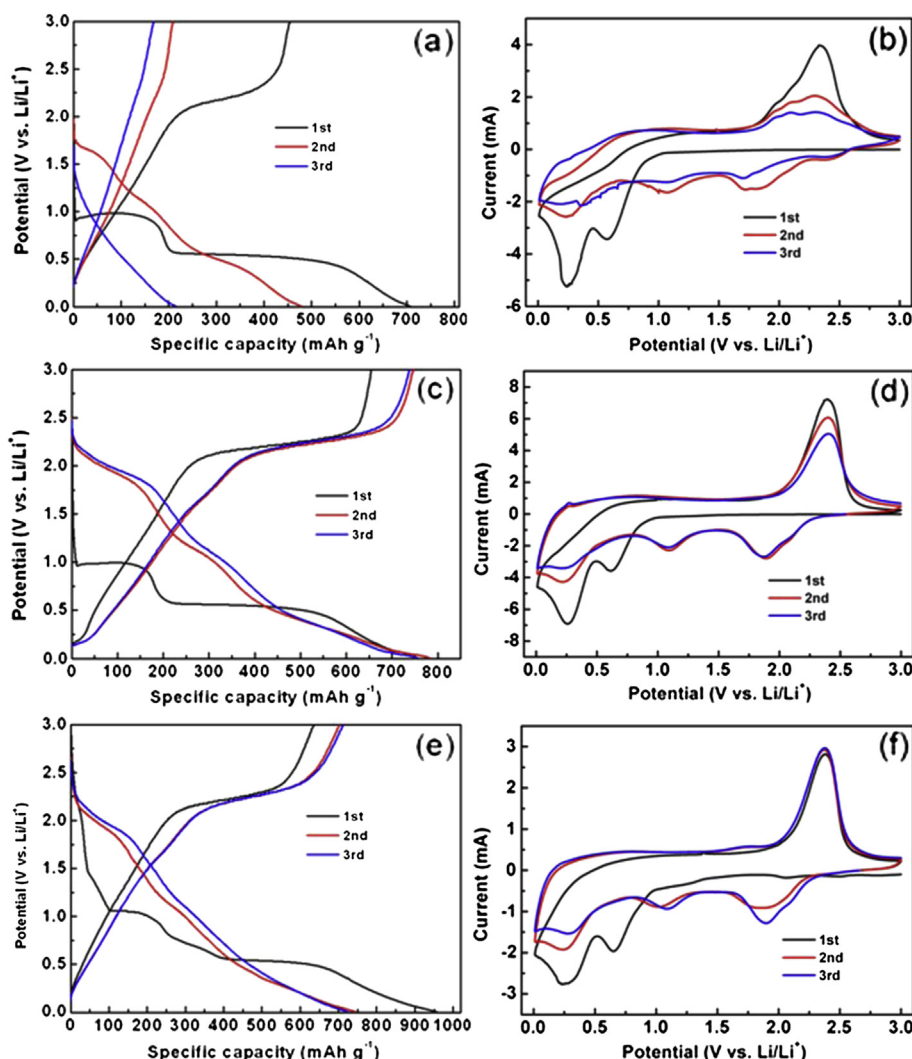 (a)
Potential (V vs. Li/Li⁺)
3.0
2.5
2.0
1.5
1.0
0.5
0.0
1st
2nd
3rd
0 100 200 300 400 500 600 700 800
Specific capacity (mAh g⁻¹)
(b)
Current (mA)
4
2
0
-2
-4
-6
1st
2nd
3rd
0.0 0.5 1.0 1.5 2.0 2.5 3.0
Potential (V vs. Li/Li⁺)
(c)
Potential (V vs. Li/Li⁺)
3.0
2.5
2.0
1.5
1.0
0.5
0.0
1st
2nd
3rd
0 100 200 300 400 500 600 700 800
Specific capacity (mAh g⁻¹)
(d)
Current (mA)
8
6
4
2
0
-2
-4
-6
-8
1st
2nd
3rd
0.0 0.5 1.0 1.5 2.0 2.5 3.0
Potential (V vs. Li/Li⁺)
(e)
Potential (V vs. Li/Li⁺)
3.0
2.5
2.0
1.5
1.0
0.5
0.0
1st
2nd
3rd
0 100 200 300 400 500 600 700 800 900 1000
Specific capacity (mAh g⁻¹)
(f)
Current (mA)
3
2
1
0
-1
-2
-3
1st
2nd
3rd
0.0 0.5 1.0 1.5 2.0 2.5 3.0
Potential (V vs. Li/Li⁺)